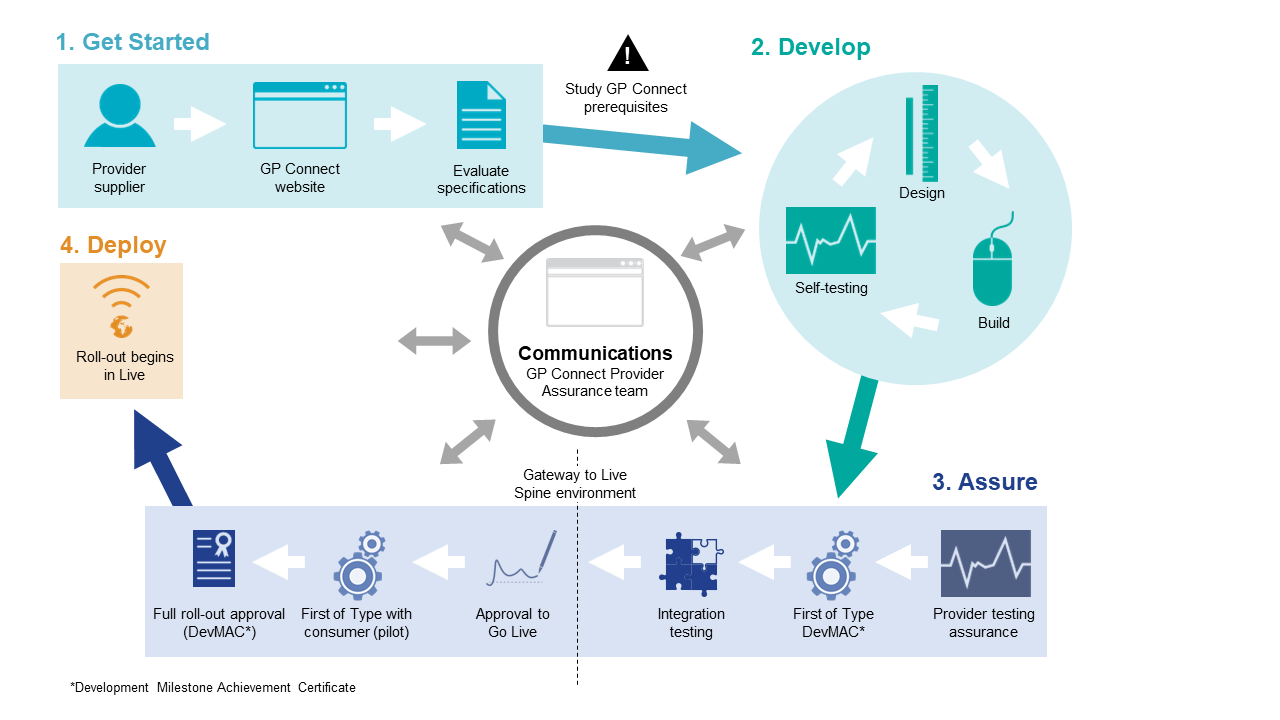 1. Get Started
Provider
supplier
GP Connect
website
Evaluate
specifications
!
Study GP Connect
prerequisites
2. Develop
Design
Build
Self-testing
Communications
GP Connect Provider
Assurance team
3. Assure
Provider testing
assurance
First of Type
DevMAC*
Integration
testing
Gateway to Live
Spine environment
Approval to
Go Live
First of Type with
consumer (pilot)
Full roll-out approval
(DevMAC*)
4. Deploy
Roll-out begins
in Live
*Development Milestone Achievement Certificate